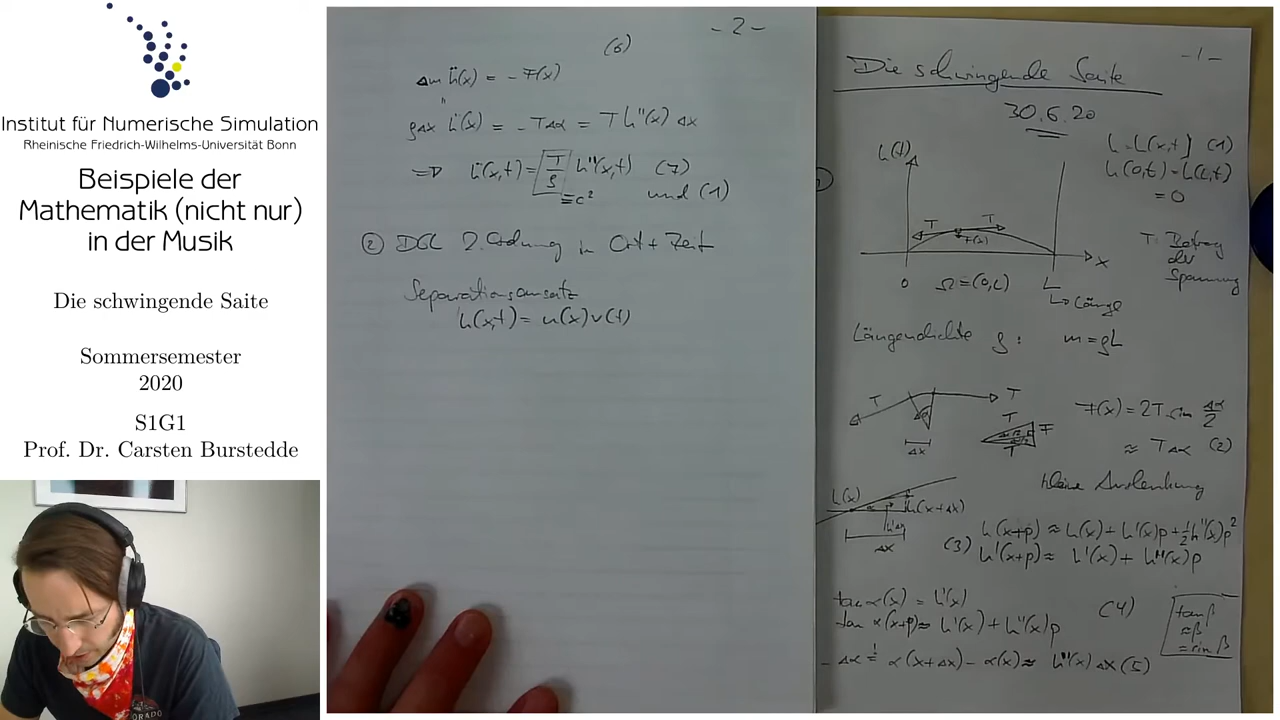 Institut für Numerische Simulation
Rheinische Friedrich-Wilhelms-Universität Bonn
Beispiele der
Mathematik (nicht nur)
in der Musik
Die schwingende Saite
Sommersemester
2020
S1G1
Prof. Dr. Carsten Burstedde
ORADO
- 2 -
(6)
Δm ḧ(x) = - F(x)
"
ρΔx ḧ(x) = - TΔα = T h''(x) Δx
=> ḧ(x,t) = T/ρ h''(x,t) (7)
≡c² und (1)
② DGL 2. Ordnung in Ort + Zeit
Separationsansatz
h(x,t) = u(x) v(t)
- 1 -
Die schwingende Saite
30.6.20
h(t)
h = h(x,t) (1)
h(0,t) = h(L,t)
= 0
T T
F(x)
x
T: Betrag
der
Spannung
0 Ω = (0,L) L
↳ Länge
Längendichte ρ: m = ρL
T T
Δx
T F
T
F(x) = 2T sin Δα/2
≈ TΔα (2)
kleine Auslenkung
h(x) h(x+Δx)
Δx
(3) h(x+p) ≈ h(x) + h'(x)p + ½h''(x)p²
h'(x+p) ≈ h'(x) + h''(x)p
tan α(x) = h'(x)
tan α(x+p) ≈ h'(x) + h''(x)p (4)
tan β
≈ β
≈ sin β
- Δα = α(x+Δx) - α(x) ≈ h''(x) Δx (5)